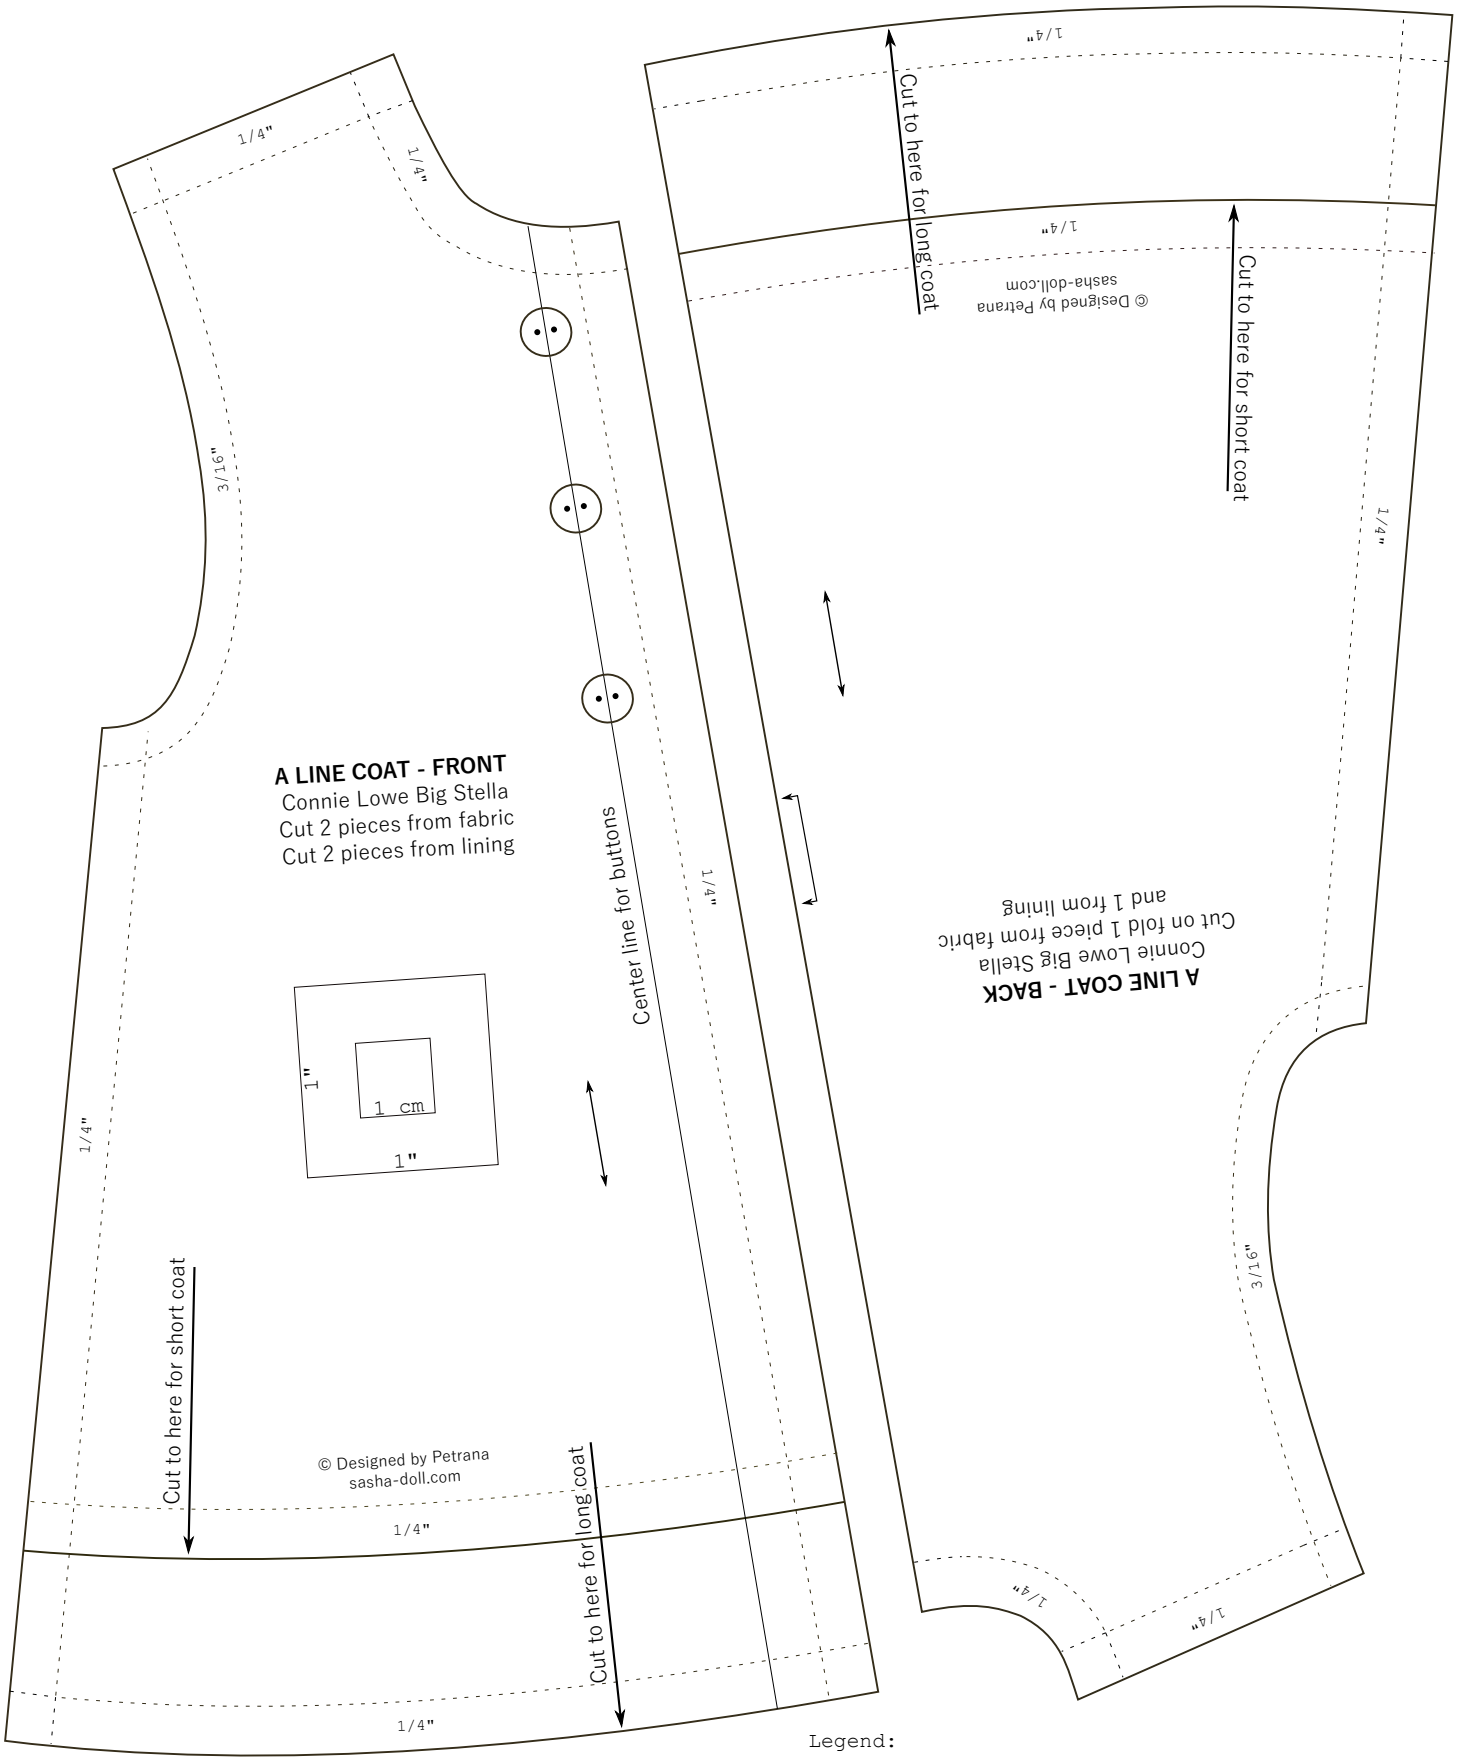 1/4"
1/4"
3/16"
A LINE COAT - FRONT
Connie Lowe Big Stella
Cut 2 pieces from fabric
Cut 2 pieces from lining
Center line for buttons
1/4"
1"
1 cm
1"
1/4"
Cut to here for short coat
© Designed by Petrana
sasha-doll.com
Cut to here for long coat
1/4"
1/4"
1/4"
Cut to here for long coat
1/4"
© Designed by Petrana
sasha-doll.com
Cut to here for short coat
1/4"
A LINE COAT - BACK
Connie Lowe Big Stella
Cut on fold 1 piece from fabric
and 1 from lining
3/16"
1/4"
1/4"
Legend: